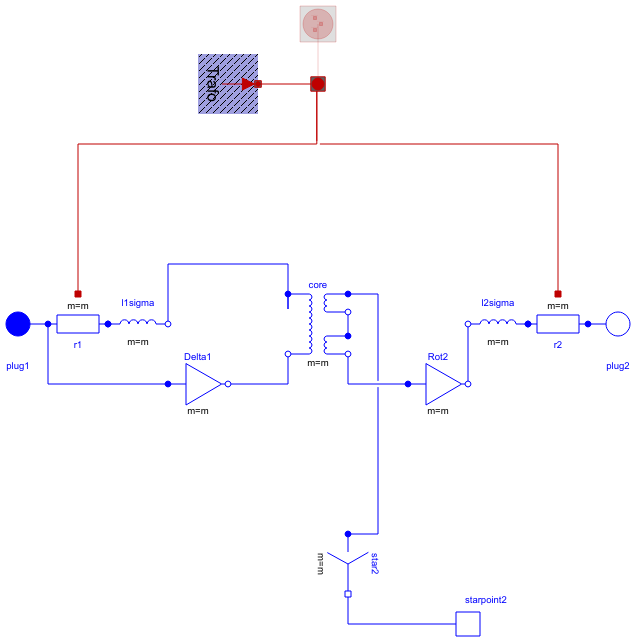 Trafo
m=m
r1
l1sigma
m=m
plug1
Delta1
m=m
core
m=m
Rot2
m=m
l2sigma
m=m
m=m
r2
plug2
m=m
star2
starpoint2